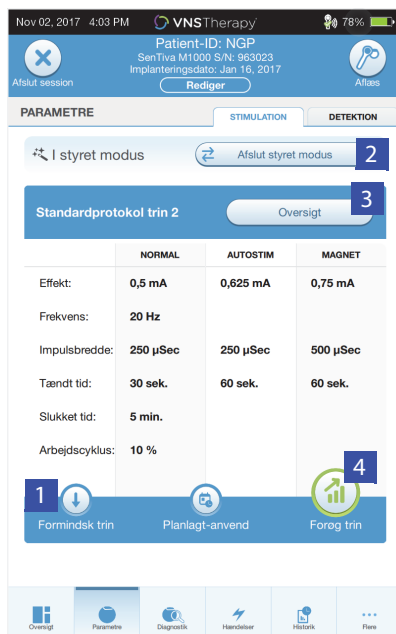 Nov 02, 2017 4:03 PM VNSTherapy 78%
Patient-ID: NGP
SenTiva M1000 S/N: 963023
Implanteringsdato: Jan 16, 2017
Afslut session Rediger Aflæs
PARAMETRE STIMULATION DETEKTION
I styret modus Afslut styret modus 2
3
Standardprotokol trin 2 Oversigt
NORMAL AUTOSTIM MAGNET
Effekt: 0,5 mA 0,625 mA 0,75 mA
Frekvens: 20 Hz
Impulsbredde: 250 µSec 250 µSec 500 µSec
Tændt tid: 30 sek. 60 sek. 60 sek.
Slukket tid: 5 min.
Arbejdscyklus: 10 %
1 4
Formindsk trin Planlagt-anvend Forøg trin
Oversigt Parametre Diagnostik Hændelser Historik Flere